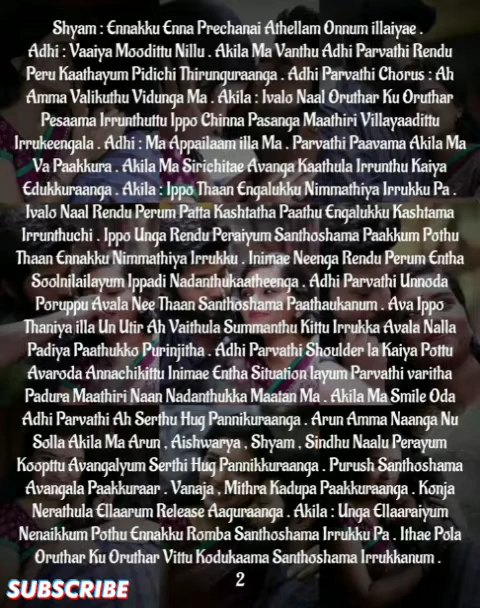 Shyam : Ennakku Enna Prechanai Athellam Onnum illaiyae .
Adhi : Vaaiya Moodittu Nillu . Akila Ma Vanthu Adhi Parvathi Rendu
Peru Kaathayum Pidichi Thirunguraanga . Adhi Parvathi Chorus : Ah
Amma Valikuthu Vidunga Ma . Akila : Ivalo Naal Oruthar Ku Oruthar
Pesaama Irrunthuttu Ippo Chinna Pasanga Maathiri Villayaadittu
Irrukeengala . Adhi : Ma Appailaam illa Ma . Parvathi Paavama Akila Ma
Va Paakkura . Akila Ma Sirichitae Avanga Kaathula Irrunthu Kaiya
Edukkuraanga . Akila : Ippo Thaan Engalukku Nimmathiya Irrukku Pa .
Ivalo Naal Rendu Perum Patta Kashtatha Paathu Engalukku Kashtama
Irrunthuchi . Ippo Unga Rendu Peraiyum Santhoshama Paakkum Pothu
Thaan Ennakku Nimmathiya Irrukku . Inimae Neenga Rendu Perum Entha
Soolnilailayum Ippadi Nadanthukaatheenga . Adhi Parvathi Unnoda
Poruppu Avala Nee Thaan Santhoshama Paathaukanum . Ava Ippo
Thaniya illa Un Utir Ah Vaithula Summanthu Kittu Irrukka Avala Nalla
Padiya Paathukko Purinjitha . Adhi Parvathi Shoulder la Kaiya Pottu
Avaroda Annachikittu Inimae Entha Situation layum Parvathi varitha
Padura Maathiri Naan Nadanthukka Maatan Ma . Akila Ma Smile Oda
Adhi Parvathi Ah Serthu Hug Pannikuraanga . Arun Amma Naanga Nu
Solla Akila Ma Arun , Aishwarya , Shyam , Sindhu Naalu Perayum
Koopttu Avangalyum Serthi Hug Pannikkuraanga . Purush Santhoshama
Avangala Paakkuraar . Vanaja , Mithra Kadupa Paakkuraanga . Konja
Nerathula Ellaarum Release Aaguraanga . Akila : Unga Ellaaraiyum
Nenaikkum Pothu Ennakku Romba Santhoshama Irrukku Pa . Ithae Pola
Oruthar Ku Oruthar Vittu Kodukaama Santhoshama Irrukkanum .
2
SUBSCRIBE